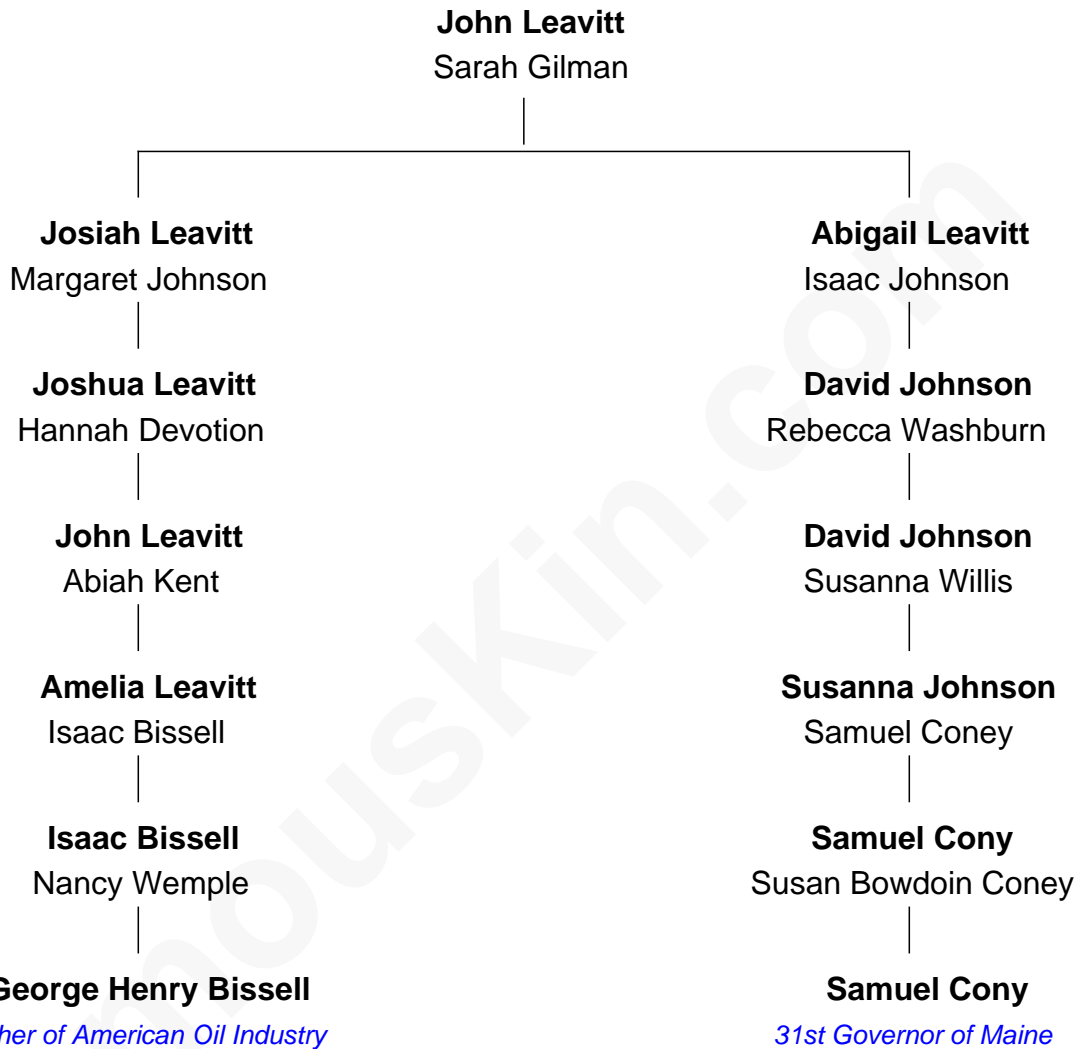 John Leavitt
Sarah Gilman
Josiah Leavitt
Margaret Johnson
Abigail Leavitt
Isaac Johnson
Joshua Leavitt
Hannah Devotion
David Johnson
Rebecca Washburn
John Leavitt
Abiah Kent
David Johnson
Susanna Willis
Amelia Leavitt
Isaac Bissell
Susanna Johnson
Samuel Coney
Isaac Bissell
Nancy Wemple
Samuel Cony
Susan Bowdoin Coney
George Henry Bissell
her of American Oil Industry
Samuel Cony
31st Governor of Maine
mousKin.com